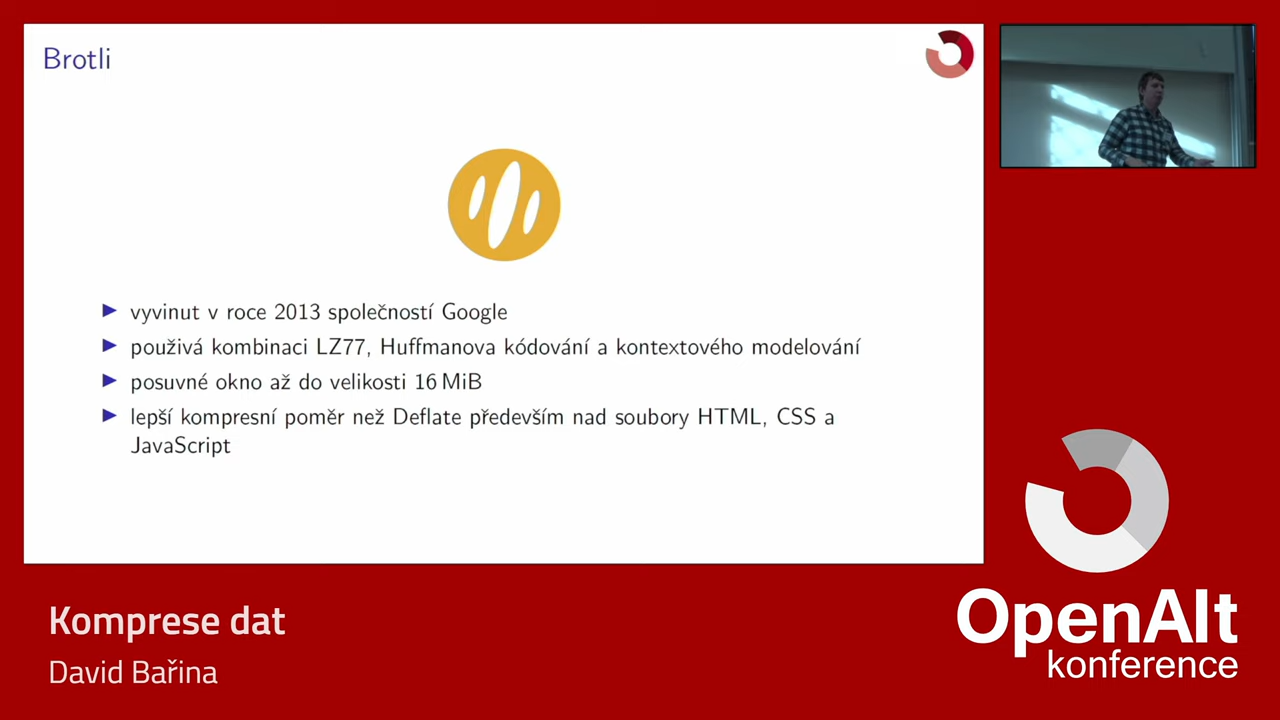 Brotli
vyvinut v roce 2013 společností Google
použivá kombinaci LZ77, Huffmanova kódování a kontextového modelování
posuvné okno až do velikosti 16 MiB
lepší kompresní poměr než Deflate především nad soubory HTML, CSS a
JavaScript
Komprese dat
David Bařina
OpenAlt
konference